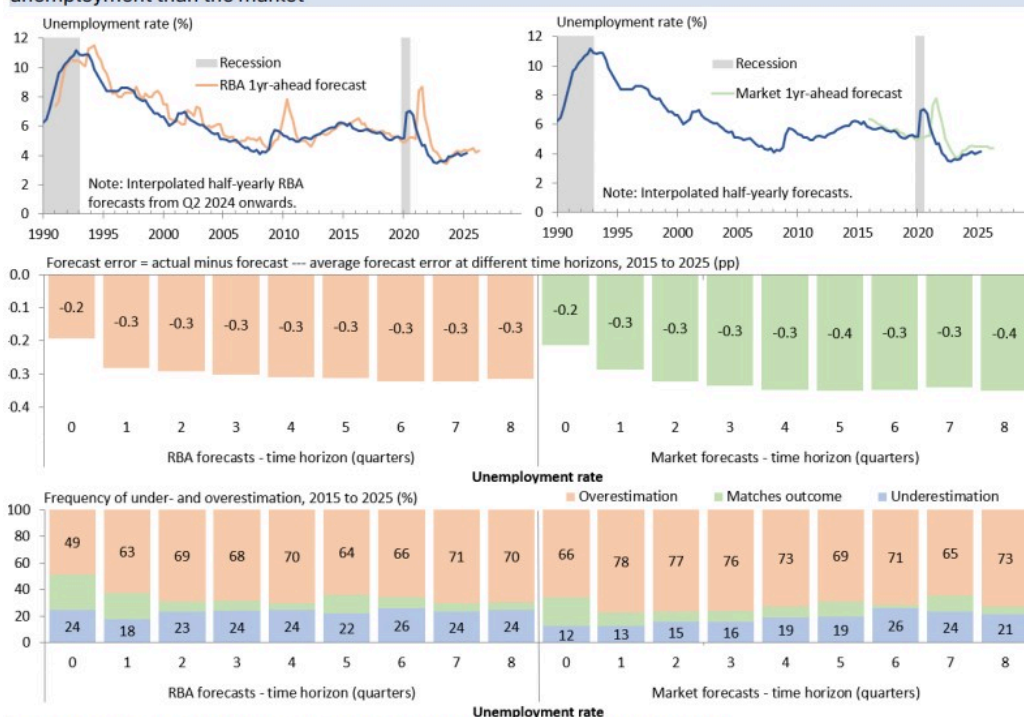 unemployment than the market
Unemployment rate (%)
12
10
8
6
4
2
0
Recession
RBA 1yr-ahead forecast
Note: Interpolated half-yearly RBA
forecasts from Q2 2024 onwards.
1990 1995 2000 2005 2010 2015 2020 2025
Unemployment rate (%)
12
10
8
6
4
2
0
Recession
Market 1yr-ahead forecast
Note: Interpolated half-yearly forecasts.
1990 1995 2000 2005 2010 2015 2020 2025
Forecast error = actual minus forecast --- average forecast error at different time horizons, 2015 to 2025 (pp)
0.0
0.1
0.2
0.3
0.4
-0.2 -0.3 -0.3 -0.3 -0.3 -0.3 -0.3 -0.3 -0.3
0 1 2 3 4 5 6 7 8
RBA forecasts - time horizon (quarters)
-0.2 -0.3 -0.3 -0.3 -0.3 -0.4 -0.3 -0.3 -0.4
0 1 2 3 4 5 6 7 8
Market forecasts - time horizon (quarters)
Unemployment rate
Frequency of under- and overestimation, 2015 to 2025 (%)
Overestimation Matches outcome Underestimation
100
80
60
40
20
0
49 63 69 68 70 64 66 71 70
24 18 23 24 24 22 26 24 24
0 1 2 3 4 5 6 7 8
RBA forecasts - time horizon (quarters)
66 78 77 76 73 69 71 65 73
12 13 15 16 19 19 26 24 21
0 1 2 3 4 5 6 7 8
Market forecasts - time horizon (quarters)
Unemployment rate